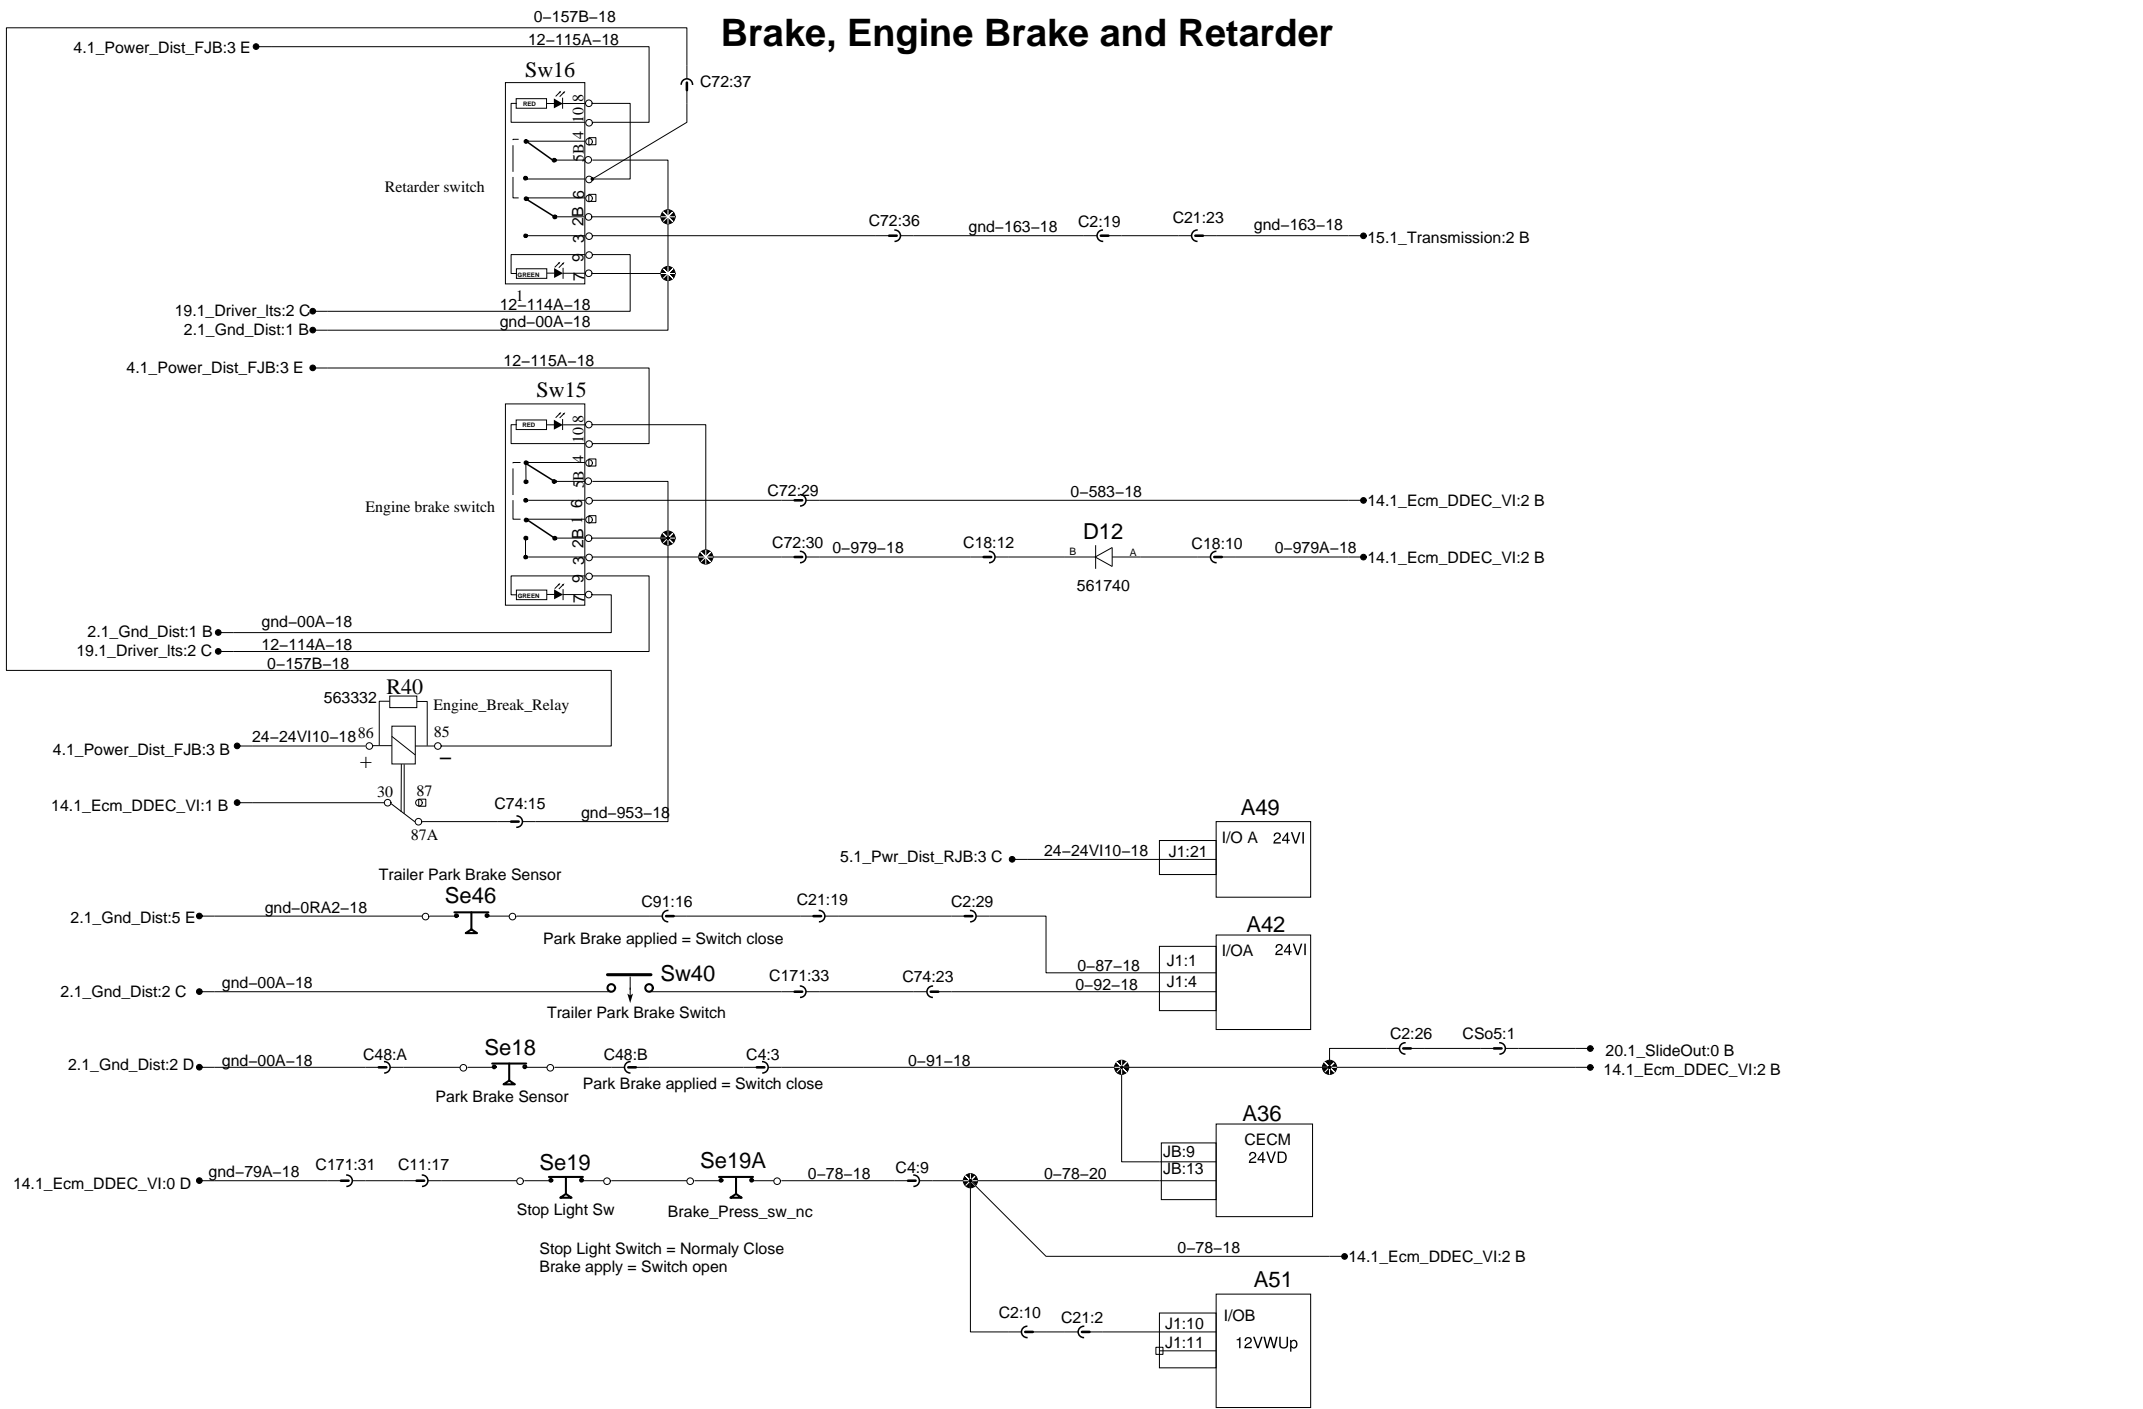 Brake, Engine Brake and Retarder
0–157B–18
4.1_Power_Dist_FJB:3 E
12–115A–18
Sw16
C72:37
RED
8
10
4
5B
Retarder switch
6
2B
3
9
GREEN
7
1
C72:36
gnd–163–18
C2:19
C21:23
gnd–163–18
15.1_Transmission:2 B
19.1_Driver_lts:2 C
12–114A–18
2.1_Gnd_Dist:1 B
gnd–00A–18
4.1_Power_Dist_FJB:3 E
12–115A–18
Sw15
RED
8
10
4
5B
Engine brake switch
6
1
2B
3
9
GREEN
7
C72:29
0–583–18
14.1_Ecm_DDEC_VI:2 B
C72:30
0–979–18
C18:12
B
D12
A
561740
C18:10
0–979A–18
14.1_Ecm_DDEC_VI:2 B
2.1_Gnd_Dist:1 B
gnd–00A–18
19.1_Driver_lts:2 C
12–114A–18
0–157B–18
R40
563332
Engine_Break_Relay
4.1_Power_Dist_FJB:3 B
24–24VI10–18
86
85
+
–
14.1_Ecm_DDEC_VI:1 B
30
87
87A
C74:15
gnd–953–18
A49
I/O A 24VI
5.1_Pwr_Dist_RJB:3 C
24–24VI10–18
J1:21
Trailer Park Brake Sensor
Se46
2.1_Gnd_Dist:5 E
gnd–0RA2–18
C91:16
C21:19
C2:29
Park Brake applied = Switch close
A42
I/OA 24VI
0–87–18
J1:1
2.1_Gnd_Dist:2 C
gnd–00A–18
Sw40
C171:33
C74:23
0–92–18
J1:4
Trailer Park Brake Switch
2.1_Gnd_Dist:2 D
gnd–00A–18
C48:A
Se18
C48:B
C4:3
0–91–18
C2:26
CSo5:1
20.1_SlideOut:0 B
14.1_Ecm_DDEC_VI:2 B
Park Brake applied = Switch close
Park Brake Sensor
A36
CECM
24VD
JB:9
JB:13
14.1_Ecm_DDEC_VI:0 D
gnd–79A–18
C171:31
C11:17
Se19
Se19A
0–78–18
C4:9
0–78–20
Stop Light Sw
Brake_Press_sw_nc
Stop Light Switch = Normaly Close
Brake apply = Switch open
0–78–18
14.1_Ecm_DDEC_VI:2 B
A51
C2:10
C21:2
I/OB
J1:10
J1:11
12VWUp